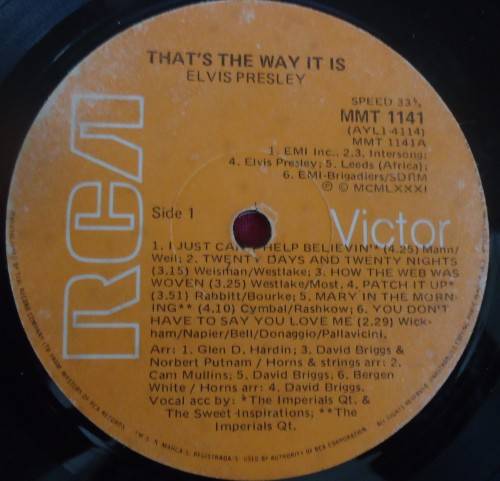 THAT'S THE WAY IT IS
ELVIS PRESLEY
SPEED 33⅓
MMT 1141
(AYL1 4114)
MMT 1141A
1. EMI Inc., 2,3, Intersong;
4. Elvis Presley; 5. Leeds (Africa);
6. EMI-Brigadiers/SDRM
℗ © MCMLXXXI
RCA
Side 1
Victor
1. I JUST CAN'T HELP BELIEVIN'* (4.25) Mann/
Weil; 2. TWENTY DAYS AND TWENTY NIGHTS
(3.15) Weisman/Westlake; 3. HOW THE WEB WAS
WOVEN (3.25) Westlake/Most, 4. PATCH IT UP*
(3.51) Rabbitt/Bourke; 5. MARY IN THE MORN-
ING** (4.10) Cymbal/Rashkow; 6. YOU DON'T
HAVE TO SAY YOU LOVE ME (2.29) Wick-
ham/Napier/Bell/Donaggio/Pallavicini.
Arr: 1. Glen D. Hardin; 3. David Briggs &
Norbert Putnam / Horns & strings arr: 2.
Cam Mullins; 5. David Briggs; 6. Bergen
White / Horns arr: 4. David Briggs.
Vocal acc by: *The Imperials Qt. &
The Sweet Inspirations; **The
Imperials Qt.